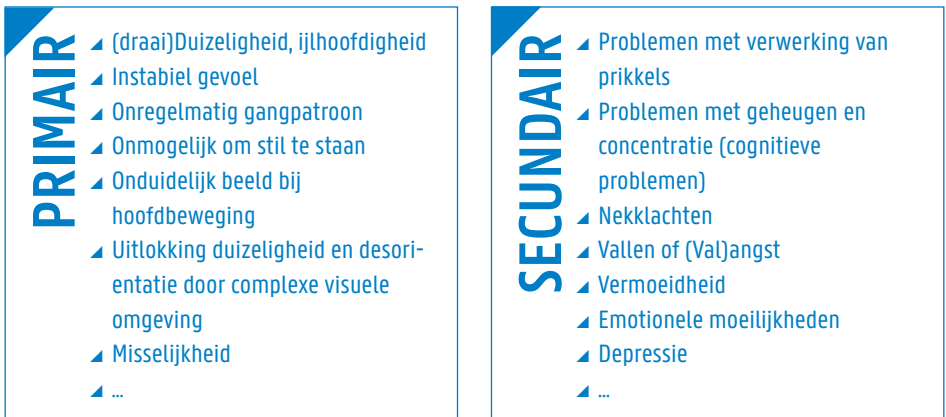 PRIMAIR
(draai)Duizeligheid, ijlhoofdigheid
Instabiel gevoel
Onregelmatig gangpatroon
Onmogelijk om stil te staan
Onduidelijk beeld bij
hoofdbeweging
Uitlokking duizeligheid en desori-
entatie door complexe visuele
omgeving
Misselijkheid
...
SECUNDAIR
Problemen met verwerking van
prikkels
Problemen met geheugen en
concentratie (cognitieve
problemen)
Nekklachten
Vallen of (Val)angst
Vermoeidheid
Emotionele moeilijkheden
Depressie
...